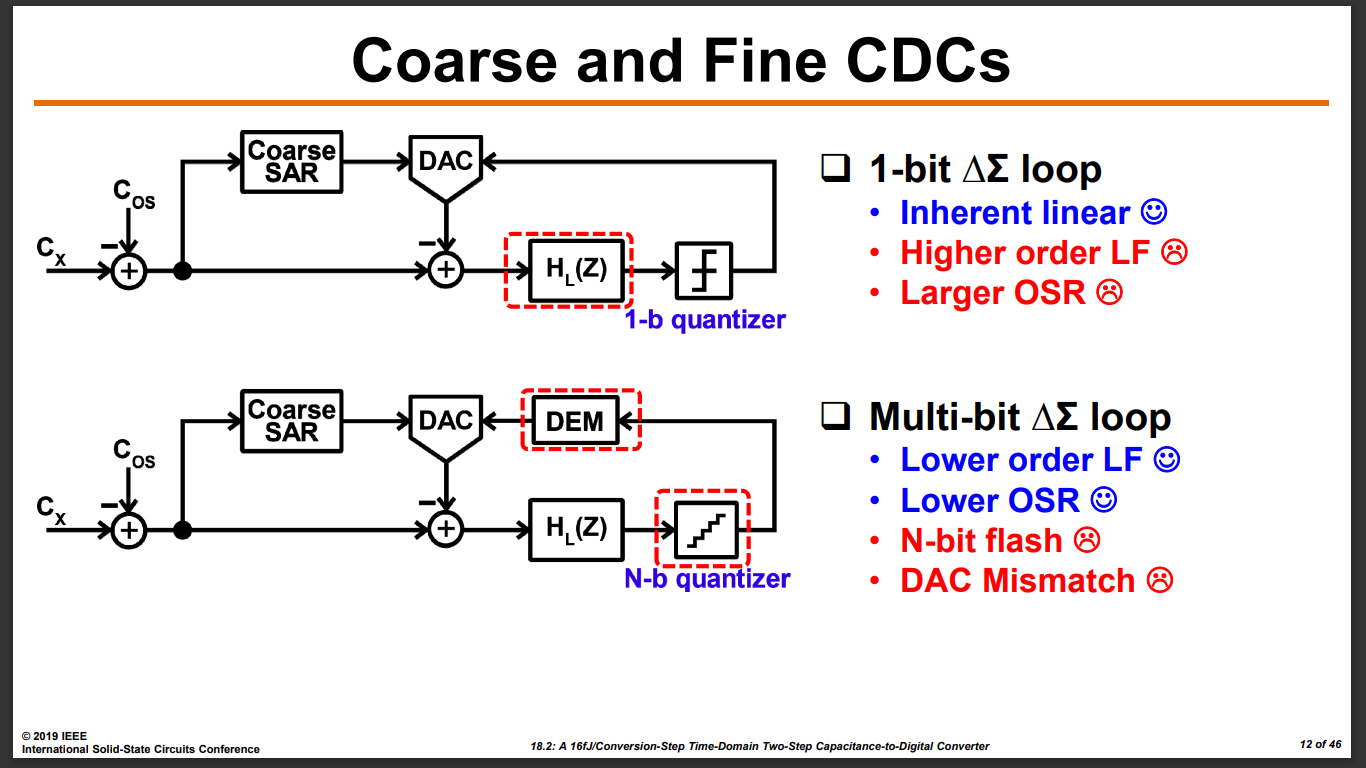 Coarse and Fine CDCs
Coarse
SAR
DAC
COS
CX
−
+
−
+
HL(Z)
1-b quantizer
❑ 1-bit ΔΣ loop
• Inherent linear ☺
• Higher order LF ☹
• Larger OSR ☹
Coarse
SAR
DAC
DEM
COS
CX
−
+
−
+
HL(Z)
N-b quantizer
❑ Multi-bit ΔΣ loop
• Lower order LF ☺
• Lower OSR ☺
• N-bit flash ☹
• DAC Mismatch ☹
© 2019 IEEE
International Solid-State Circuits Conference
18.2: A 16fJ/Conversion-Step Time-Domain Two-Step Capacitance-to-Digital Converter
12 of 46